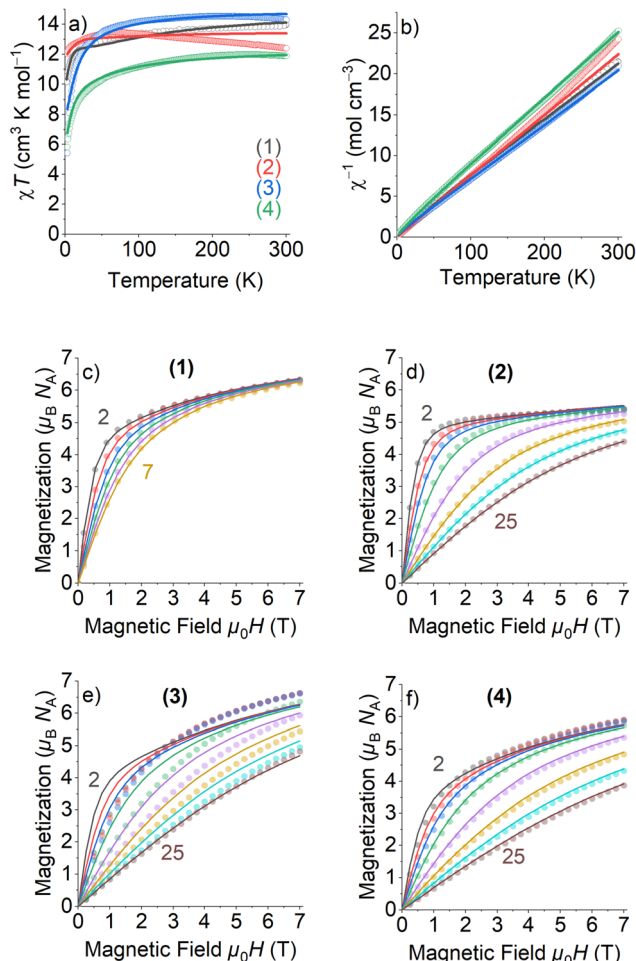 a)
14
12
10
8
6
4
2
0
χT (cm³ K mol⁻¹)
(1)
(2)
(3)
(4)
0 100 200 300
Temperature (K)
b)
25
20
15
10
5
0
χ⁻¹ (mol cm⁻³)
0 100 200 300
Temperature (K)
c) (1)
7
6
5
4
3
2
1
0
Magnetization (μB NA)
2
7
0 1 2 3 4 5 6 7
Magnetic Field μ₀H (T)
d) (2)
7
6
5
4
3
2
1
0
Magnetization (μB NA)
2
25
0 1 2 3 4 5 6 7
Magnetic Field μ₀H (T)
e) (3)
7
6
5
4
3
2
1
0
Magnetization (μB NA)
2
25
0 1 2 3 4 5 6 7
Magnetic Field μ₀H (T)
f) (4)
7
6
5
4
3
2
1
0
Magnetization (μB NA)
2
25
0 1 2 3 4 5 6 7
Magnetic Field μ₀H (T)